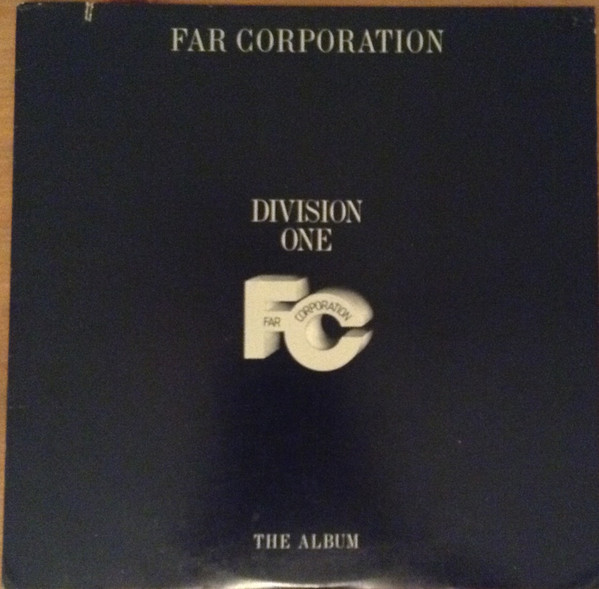 FAR CORPORATION
DIVISION
ONE
FC
FAR CORPORATION
THE ALBUM